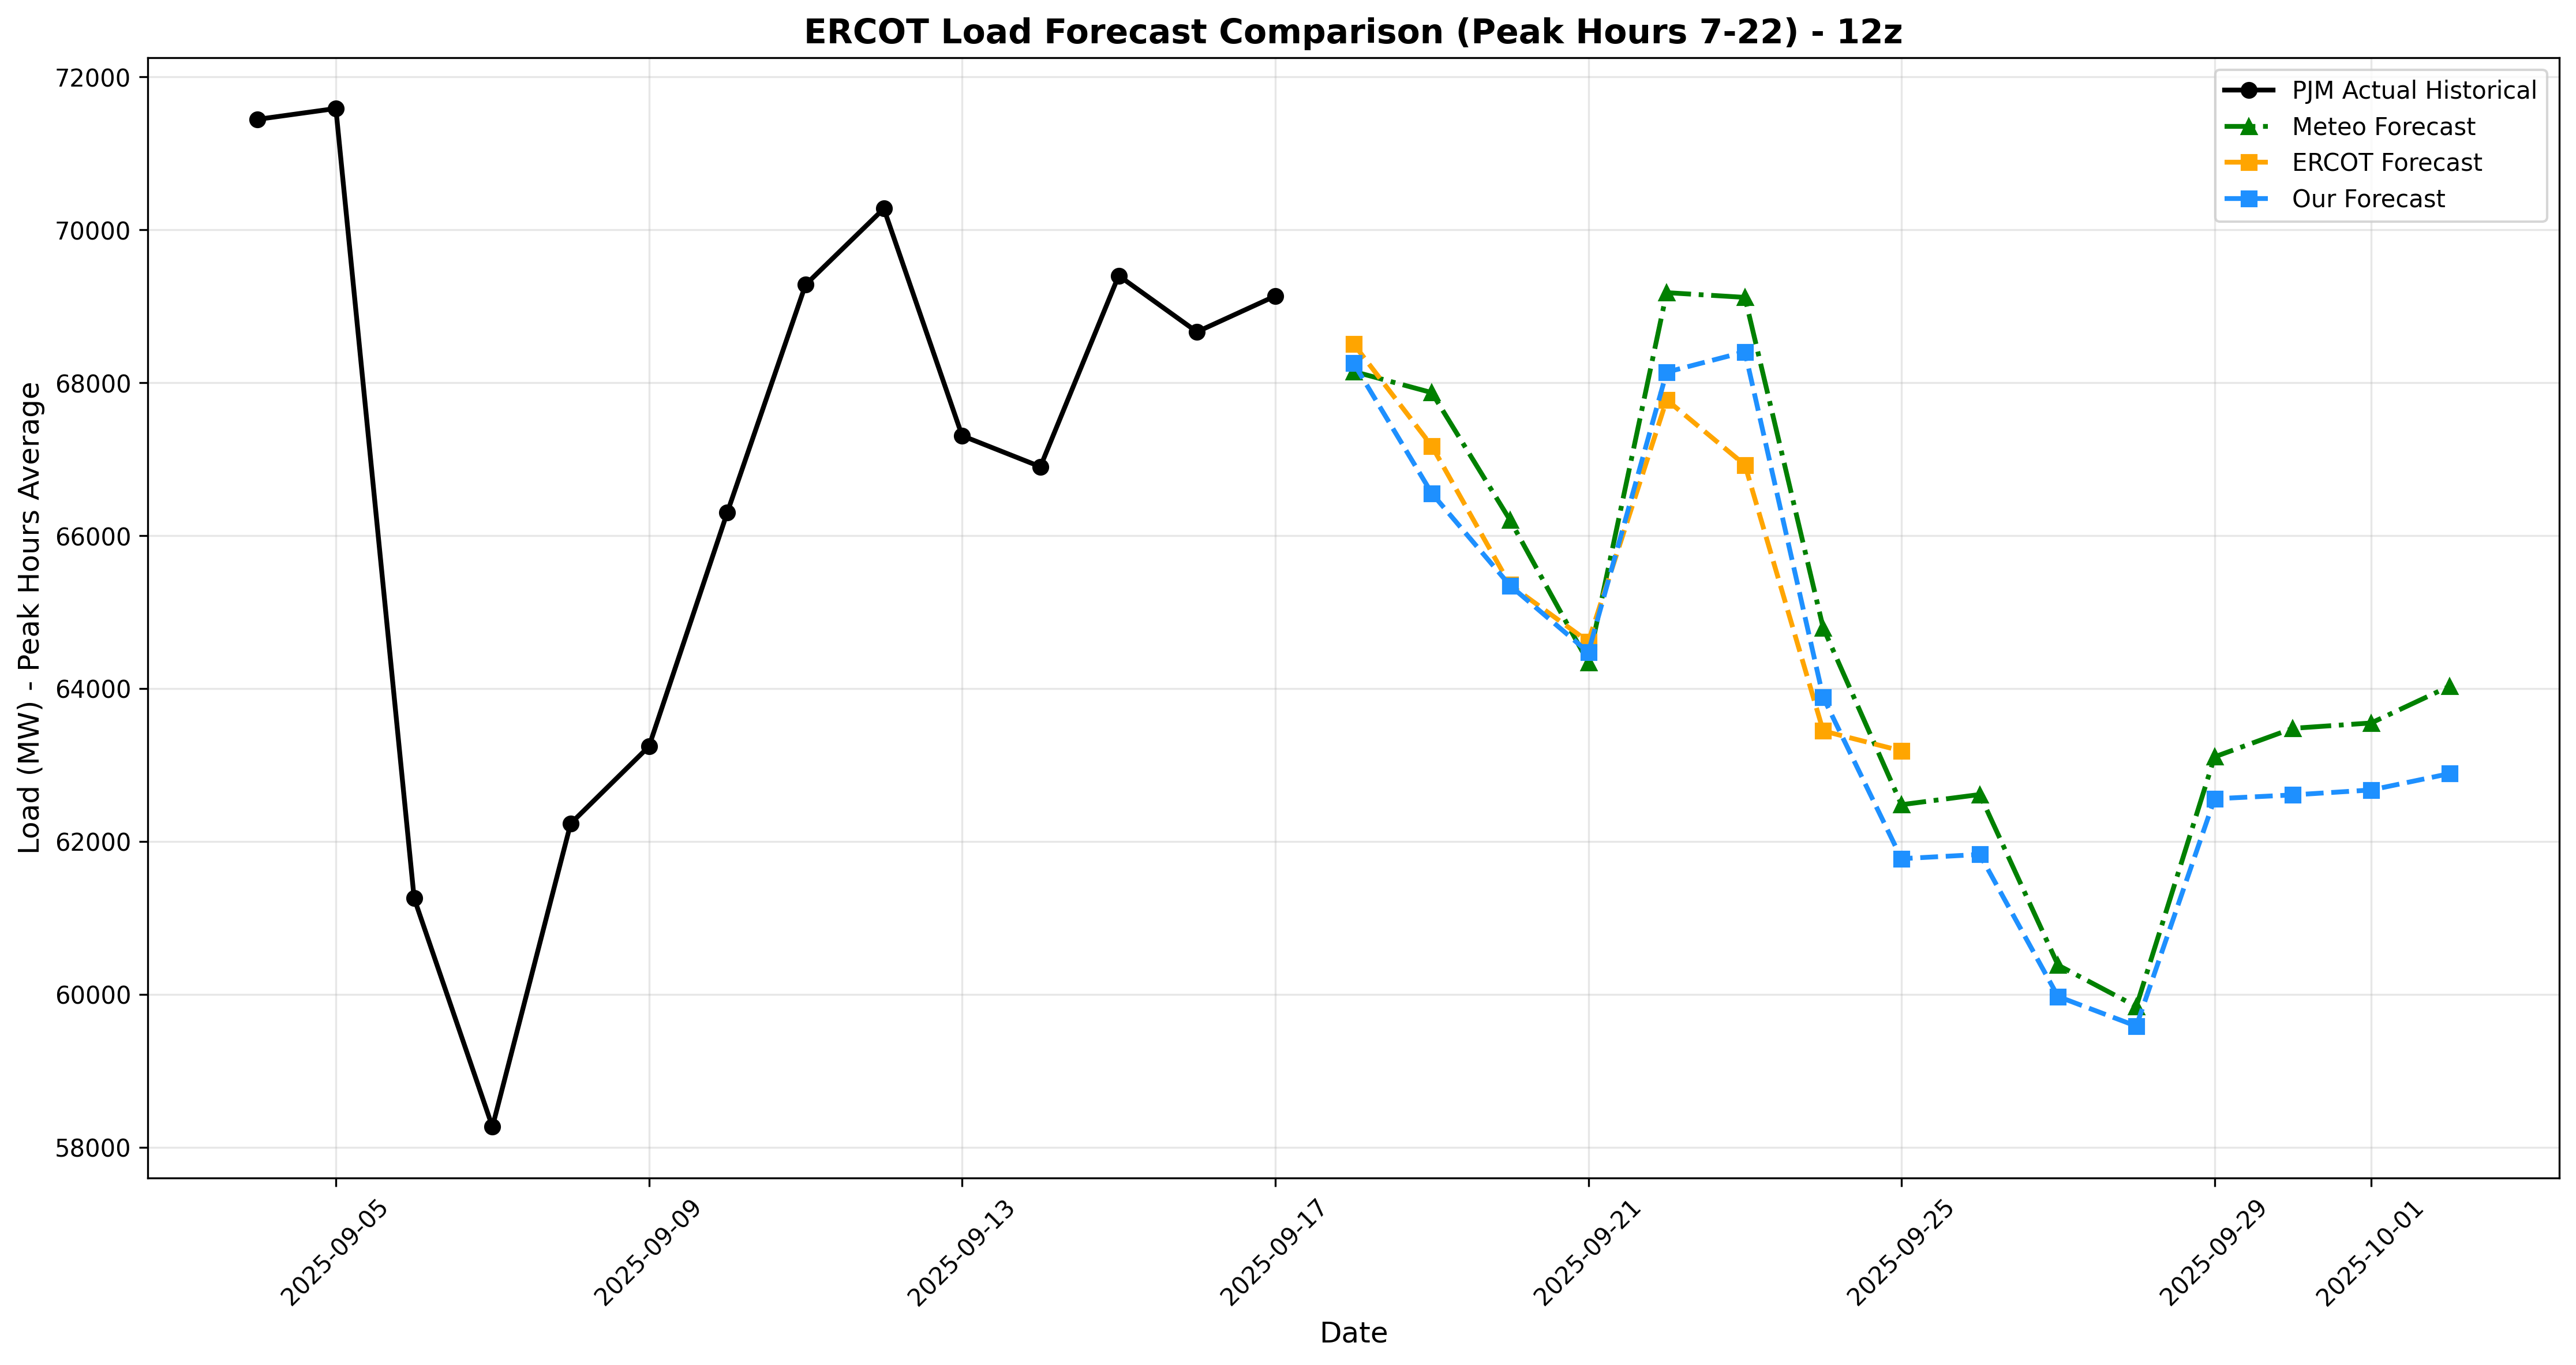 ERCOT Load Forecast Comparison (Peak Hours 7-22) - 12z
72000
70000
68000
66000
64000
62000
60000
58000
Load (MW) - Peak Hours Average
PJM Actual Historical
Meteo Forecast
ERCOT Forecast
Our Forecast
2025-09-05
2025-09-09
2025-09-13
2025-09-17
2025-09-21
2025-09-25
2025-09-29
2025-10-01
Date